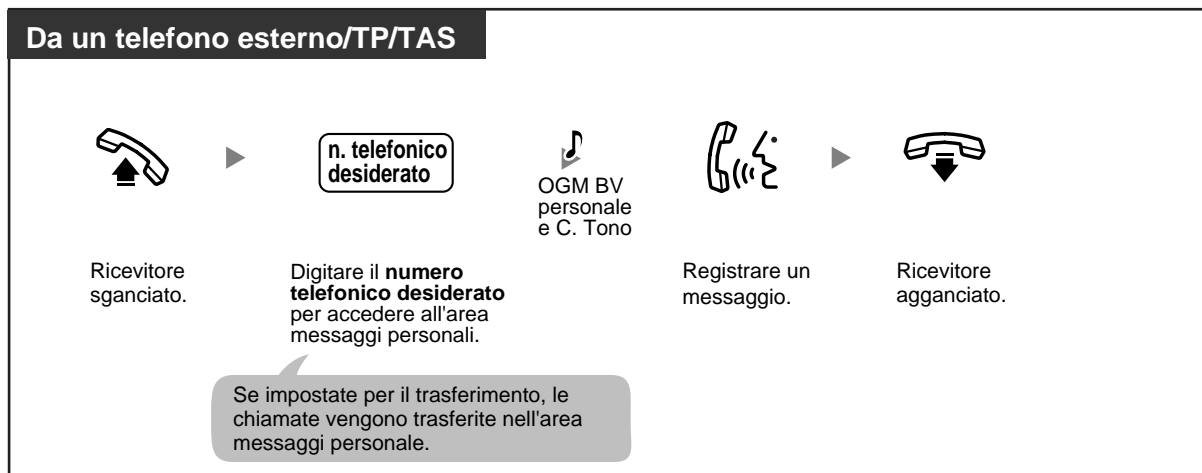 Da un telefono esterno/TP/TAS
n. telefonico
desiderato
OGM BV
personale
e C. Tono
Ricevitore
sganciato.
Digitare il numero
telefonico desiderato
per accedere all'area
messaggi personali.
Registrare un
messaggio.
Ricevitore
agganciato.
Se impostate per il trasferimento, le
chiamate vengono trasferite nell'area
messaggi personale.